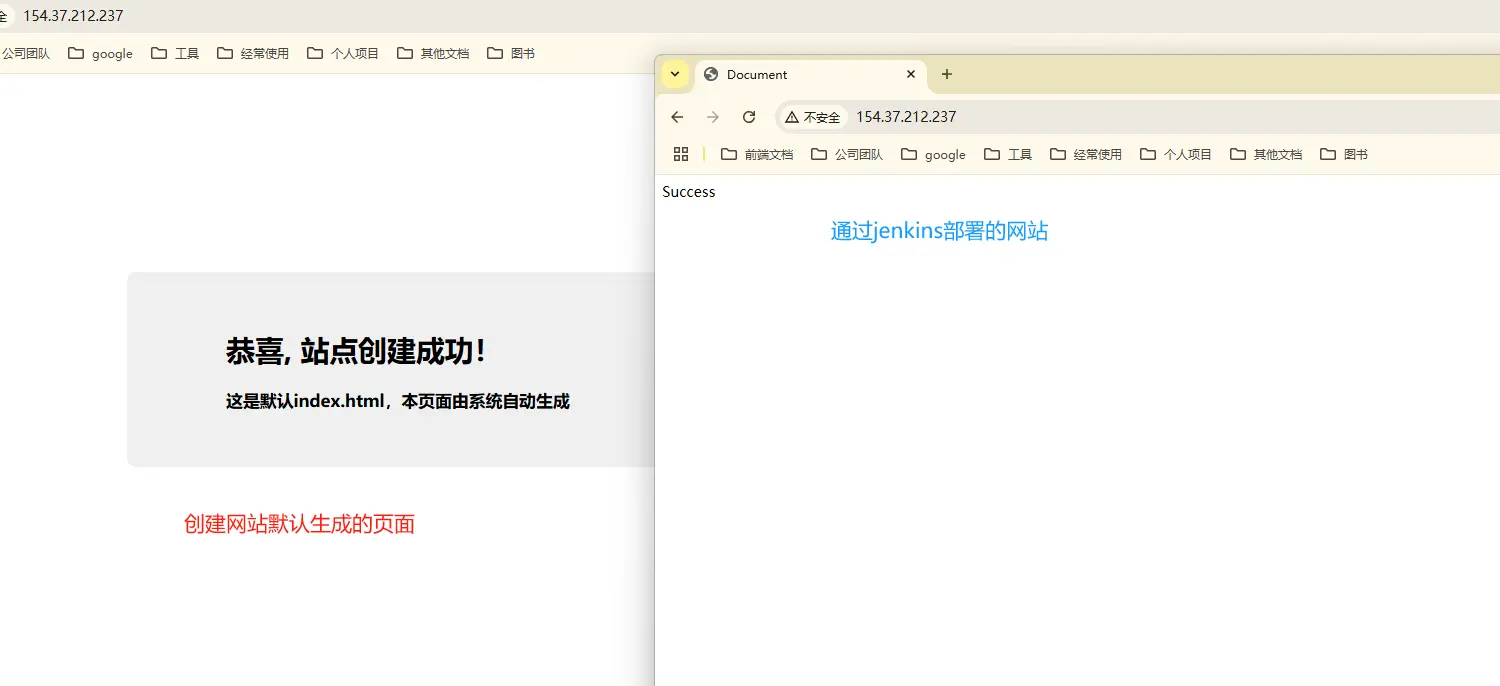 全 154.37.212.237
公司团队 google 工具 经常使用 个人项目 其他文档 图书
恭喜, 站点创建成功！
这是默认index.html，本页面由系统自动生成
创建网站默认生成的页面
Document
不安全 154.37.212.237
前端文档 公司团队 google 工具 经常使用 个人项目 其他文档 图书
Success
通过jenkins部署的网站